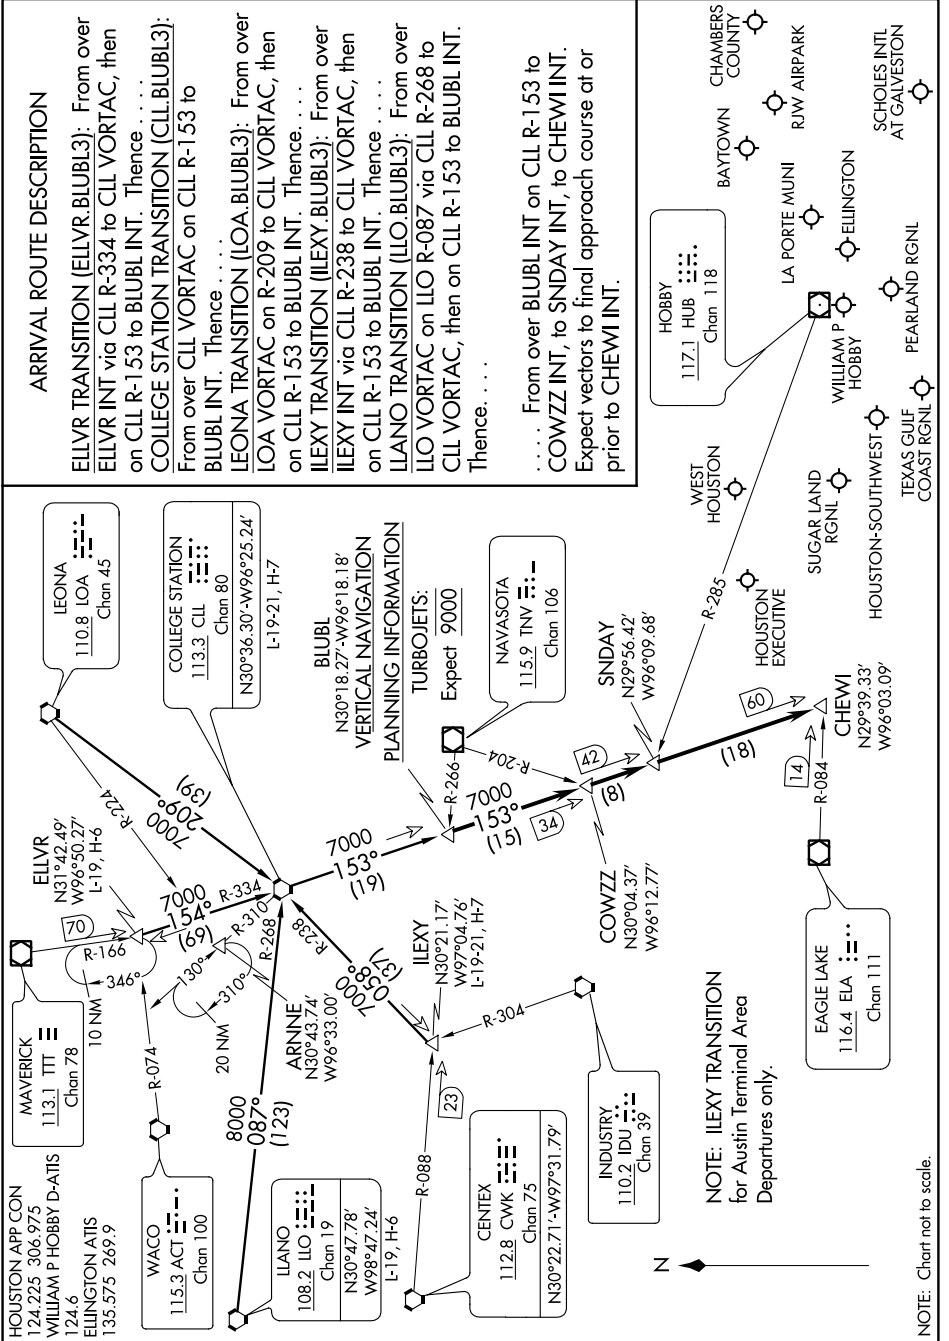 HOUSTON APP CON
124.225 306.975
WILLIAM P HOBBY D-ATIS
124.6
ELLINGTON ATIS
135.575 269.9
MAVERICK
113.1 TTT
Chan 78
R-166
70
346°
10 NM
ELLVR
N31°42.49'
W96°50.27'
L-19, H-6
LEONA
110.8 LOA
Chan 45
R-224
7000
209°
(39)
WACO
115.3 ACT
Chan 100
R-074
130°
310°
20 NM
7000
154°
(69)
R-334
R-310
R-268
R-238
ARNNE
N30°43.74'
W96°33.00'
COLLEGE STATION
113.3 CLL
Chan 80
N30°36.30'-W96°25.24'
L-19-21, H-7
8000
087°
(123)
LLANO
108.2 LLO
Chan 19
N30°47.78'
W98°47.24'
L-19, H-6
7000
058°
(37)
ILEXY
N30°21.17'
W97°04.76'
L-19-21, H-7
R-088
23
R-304
CENTEX
112.8 CWK
Chan 75
N30°22.71'-W97°31.79'
INDUSTRY
110.2 IDU
Chan 39
7000
153°
(19)
BLUBL
N30°18.27'-W96°18.18'
VERTICAL NAVIGATION
PLANNING INFORMATION
TURBOJETS:
Expect 9000
NAVASOTA
115.9 TNV
Chan 106
R-266
R-204
7000
153°
(15)
34
COWZZ
N30°04.37'
W96°12.77'
42
(8)
SNDAY
N29°56.42'
W96°09.68'
R-285
60
(18)
CHEWI
N29°39.33'
W96°03.09'
14
R-084
EAGLE LAKE
116.4 ELA
Chan 111
NOTE: ILEXY TRANSITION
for Austin Terminal Area
Departures only.
N
NOTE: Chart not to scale.
ARRIVAL ROUTE DESCRIPTION
ELLVR TRANSITION (ELLVR.BLUBL3): From over
ELLVR INT via CLL R-334 to CLL VORTAC, then
on CLL R-153 to BLUBL INT. Thence . . . .
COLLEGE STATION TRANSITION (CLL.BLUBL3):
From over CLL VORTAC on CLL R-153 to
BLUBL INT. Thence . . . .
LEONA TRANSITION (LOA.BLUBL3): From over
LOA VORTAC on R-209 to CLL VORTAC, then
on CLL R-153 to BLUBL INT. Thence. . . .
ILEXY TRANSITION (ILEXY.BLUBL3): From over
ILEXY INT via CLL R-238 to CLL VORTAC, then
on CLL R-153 to BLUBL INT. Thence . . . .
LLANO TRANSITION (LLO.BLUBL3): From over
LLO VORTAC on LLO R-087 via CLL R-268 to
CLL VORTAC, then on CLL R-153 to BLUBL INT.
Thence. . . .
. . . . From over BLUBL INT on CLL R-153 to
COWZZ INT, to SNDAY INT, to CHEWI INT.
Expect vectors to final approach course at or
prior to CHEWI INT.
HOBBY
117.1 HUB
Chan 118
CHAMBERS
COUNTY
BAYTOWN
RJW AIRPARK
LA PORTE MUNI
ELLINGTON
SCHOLES INTL
AT GALVESTON
WILLIAM P
HOBBY
PEARLAND RGNL
WEST
HOUSTON
HOUSTON
EXECUTIVE
SUGAR LAND
RGNL
HOUSTON-SOUTHWEST
TEXAS GULF
COAST RGNL